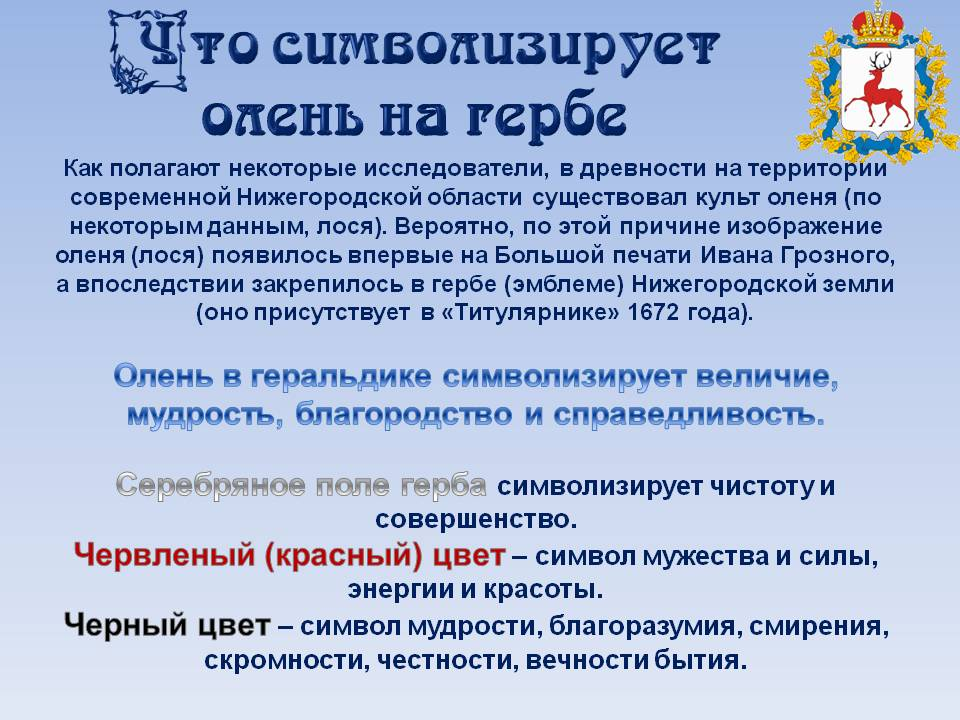 Что символизирует
олень на гербе
Как полагают некоторые исследователи, в древности на территории
современной Нижегородской области существовал культ оленя (по
некоторым данным, лося). Вероятно, по этой причине изображение
оленя (лося) появилось впервые на Большой печати Ивана Грозного,
а впоследствии закрепилось в гербе (эмблеме) Нижегородской земли
(оно присутствует в «Титулярнике» 1672 года).
Олень в геральдике символизирует величие,
мудрость, благородство и справедливость.
Серебряное поле герба символизирует чистоту и
совершенство.
Червленый (красный) цвет – символ мужества и силы,
энергии и красоты.
Черный цвет – символ мудрости, благоразумия, смирения,
скромности, честности, вечности бытия.